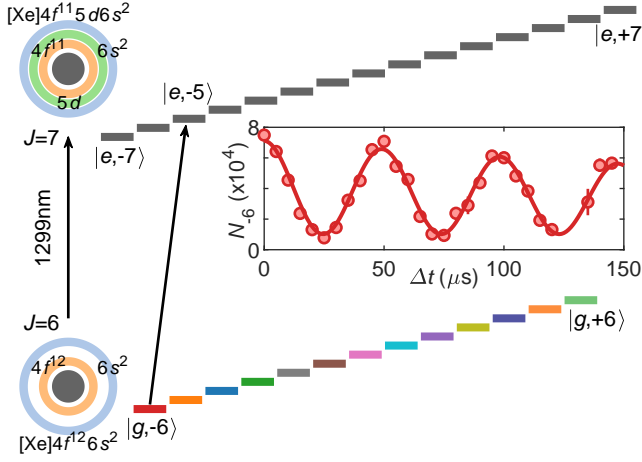 [Xe]4f¹¹5d6s²
4f¹¹ 6s²
5d
|e,-5⟩
|e,+7⟩
J=7
|e,-7⟩
1299nm
N₋₆ (x10⁴)
8
4
0
0 50 100 150
Δt (μs)
J=6
4f¹² 6s²
|g,-6⟩
|g,+6⟩
[Xe]4f¹²6s²